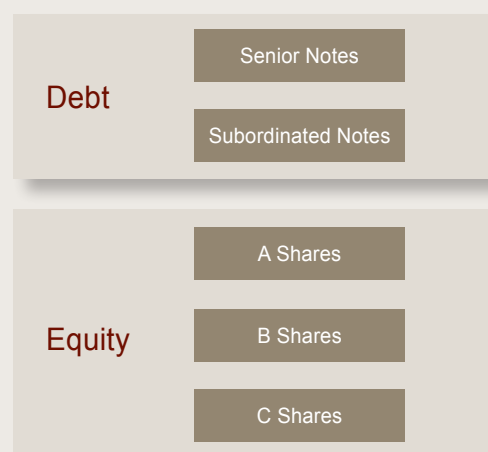 Debt
Senior Notes
Subordinated Notes
Equity
A Shares
B Shares
C Shares